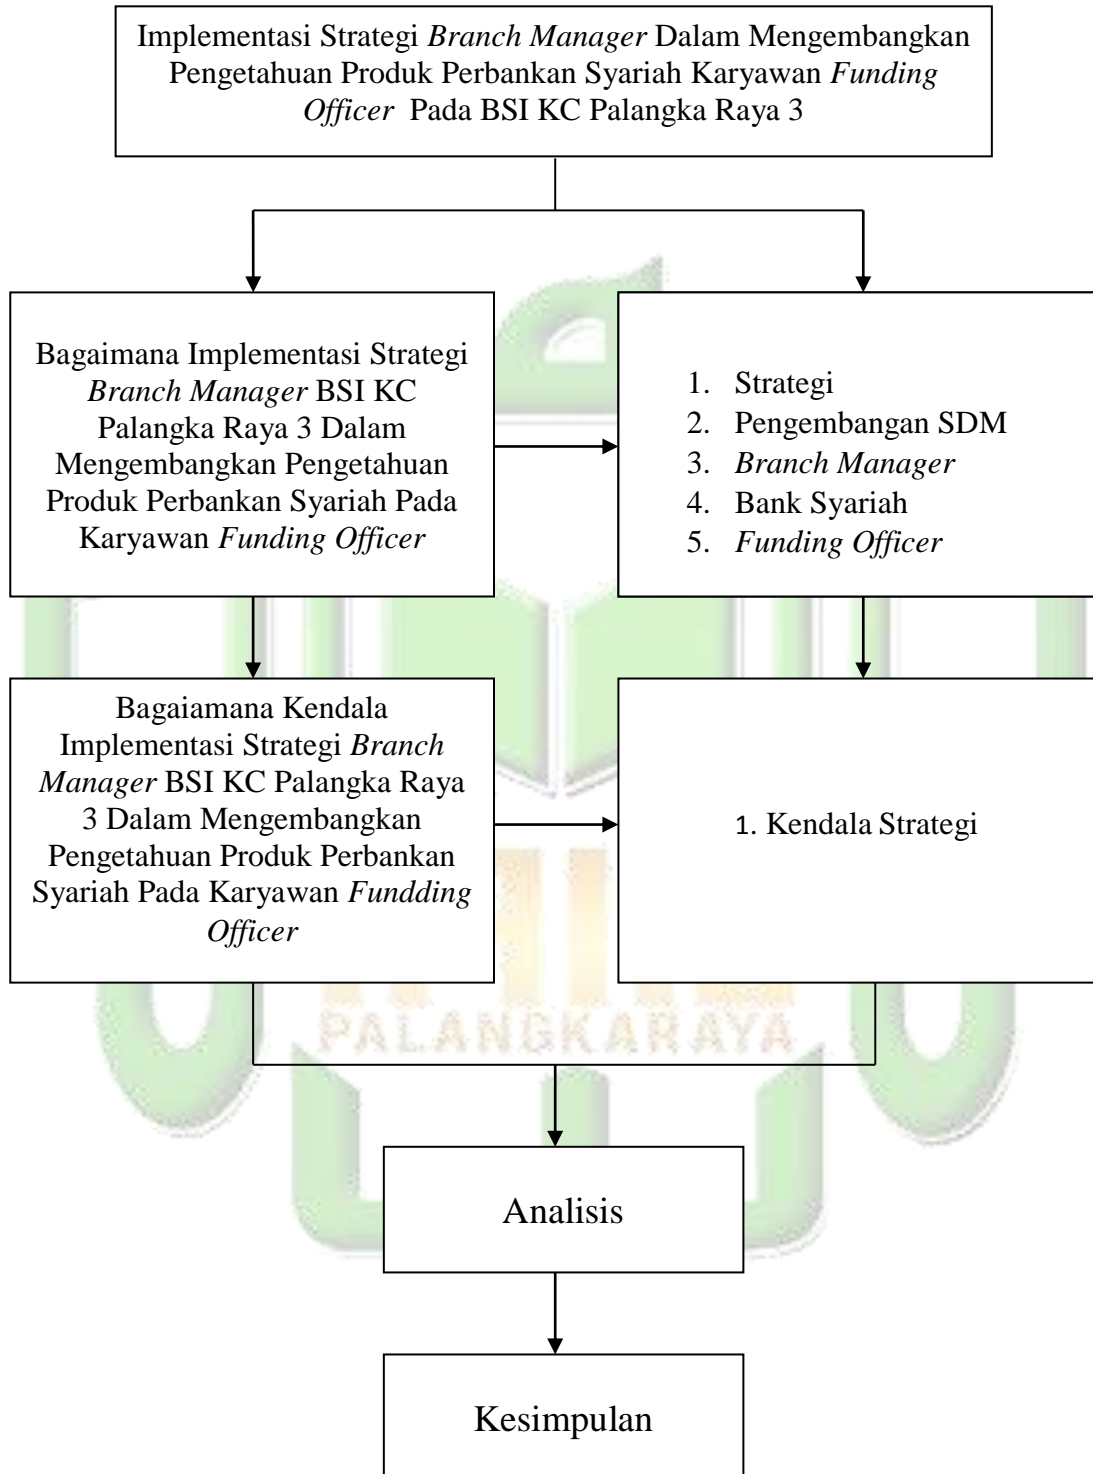 Implementasi Strategi Branch Manager Dalam Mengembangkan
Pengetahuan Produk Perbankan Syariah Karyawan Funding
Officer Pada BSI KC Palangka Raya 3
Bagaimana Implementasi Strategi
Branch Manager BSI KC
Palangka Raya 3 Dalam
Mengembangkan Pengetahuan
Produk Perbankan Syariah Pada
Karyawan Funding Officer
1. Strategi
2. Pengembangan SDM
3. Branch Manager
4. Bank Syariah
5. Funding Officer
Bagaiamana Kendala
Implementasi Strategi Branch
Manager BSI KC Palangka Raya
3 Dalam Mengembangkan
Pengetahuan Produk Perbankan
Syariah Pada Karyawan Fundding
Officer
1. Kendala Strategi
PALANGKARAYA
Analisis
Kesimpulan